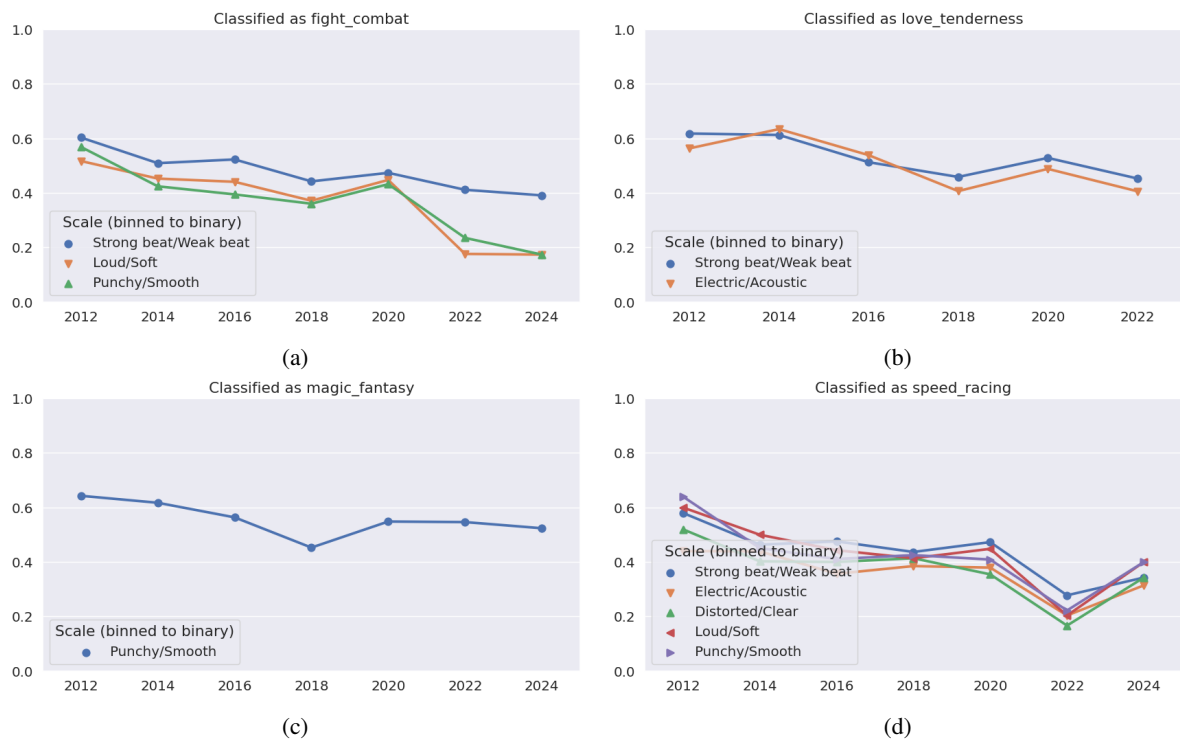 Classified as fight_combat
1.0
0.8
0.6
0.4
0.2
0.0
Scale (binned to binary)
Strong beat/Weak beat
Loud/Soft
Punchy/Smooth
2012 2014 2016 2018 2020 2022 2024
(a)
Classified as love_tenderness
1.0
0.8
0.6
0.4
0.2
0.0
Scale (binned to binary)
Strong beat/Weak beat
Electric/Acoustic
2012 2014 2016 2018 2020 2022
(b)
Classified as magic_fantasy
1.0
0.8
0.6
0.4
0.2
0.0
Scale (binned to binary)
Punchy/Smooth
2012 2014 2016 2018 2020 2022 2024
(c)
Classified as speed_racing
1.0
0.8
0.6
0.4
0.2
0.0
Scale (binned to binary)
Strong beat/Weak beat
Electric/Acoustic
Distorted/Clear
Loud/Soft
Punchy/Smooth
2012 2014 2016 2018 2020 2022 2024
(d)